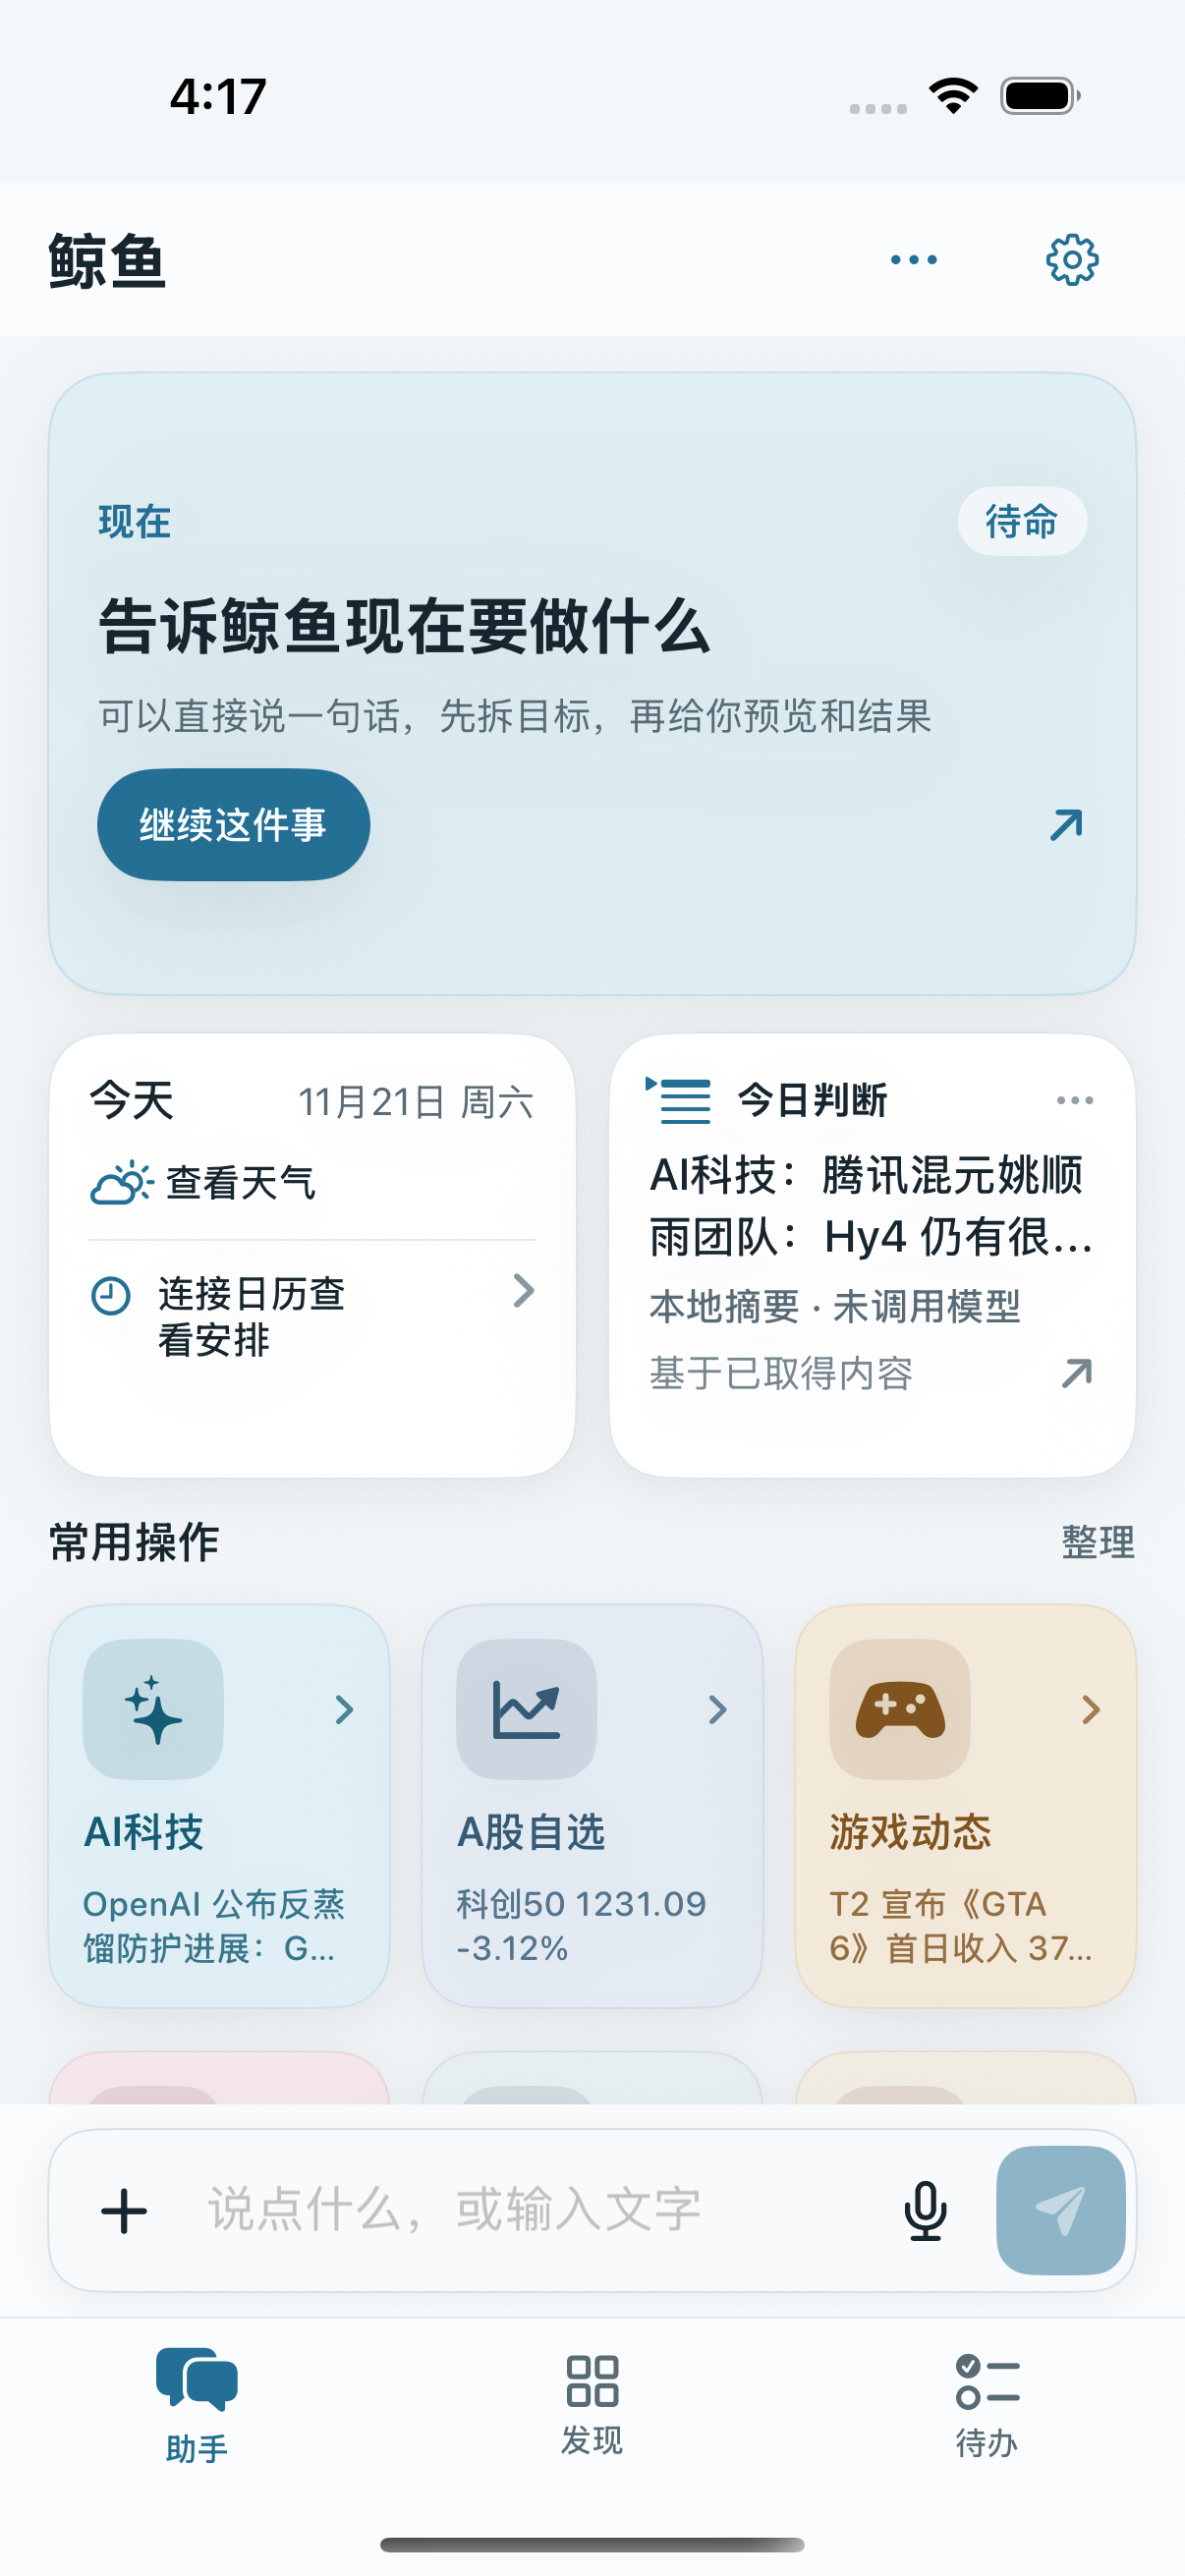 4:17
鲸鱼
现在
待命
告诉鲸鱼现在要做什么
可以直接说一句话，先拆目标，再给你预览和结果
继续这件事
今天
11月21日 周六
查看天气
连接日历查
看安排
今日判断
AI科技：腾讯混元姚顺
雨团队：Hy4 仍有很...
本地摘要 · 未调用模型
基于已取得内容
常用操作
整理
AI科技
OpenAI 公布反蒸
馏防护进展：G...
A股自选
科创50 1231.09
-3.12%
游戏动态
T2 宣布《GTA
6》首日收入 37...
说点什么，或输入文字
助手
发现
待办